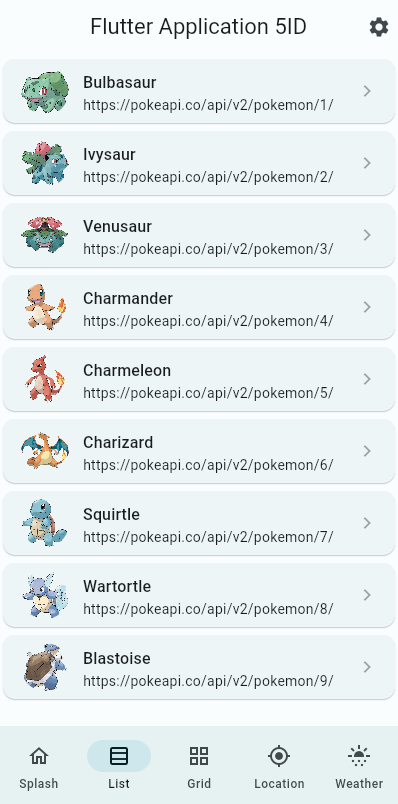 Flutter Application 5ID
Bulbasaur
https://pokeapi.co/api/v2/pokemon/1/
Ivysaur
https://pokeapi.co/api/v2/pokemon/2/
Venusaur
https://pokeapi.co/api/v2/pokemon/3/
Charmander
https://pokeapi.co/api/v2/pokemon/4/
Charmeleon
https://pokeapi.co/api/v2/pokemon/5/
Charizard
https://pokeapi.co/api/v2/pokemon/6/
Squirtle
https://pokeapi.co/api/v2/pokemon/7/
Wartortle
https://pokeapi.co/api/v2/pokemon/8/
Blastoise
https://pokeapi.co/api/v2/pokemon/9/
Splash List Grid Location Weather